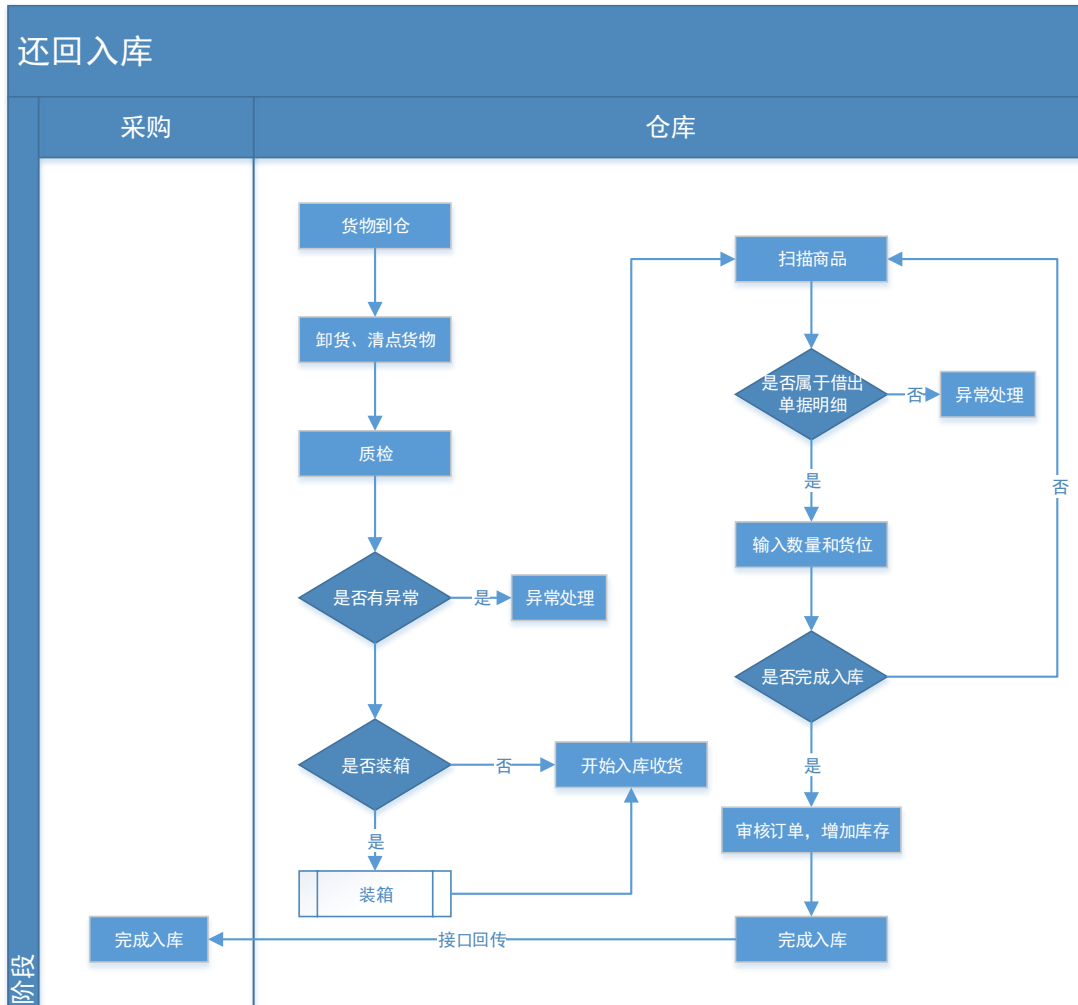 还回入库
采购
仓库
货物到仓
卸货、清点货物
质检
是否有异常
是
异常处理
是否装箱
否
开始入库收货
是
装箱
扫描商品
是否属于借出
单据明细
否
异常处理
是
输入数量和货位
是否完成入库
否
是
审核订单，增加库存
完成入库
接口回传
完成入库
阶段